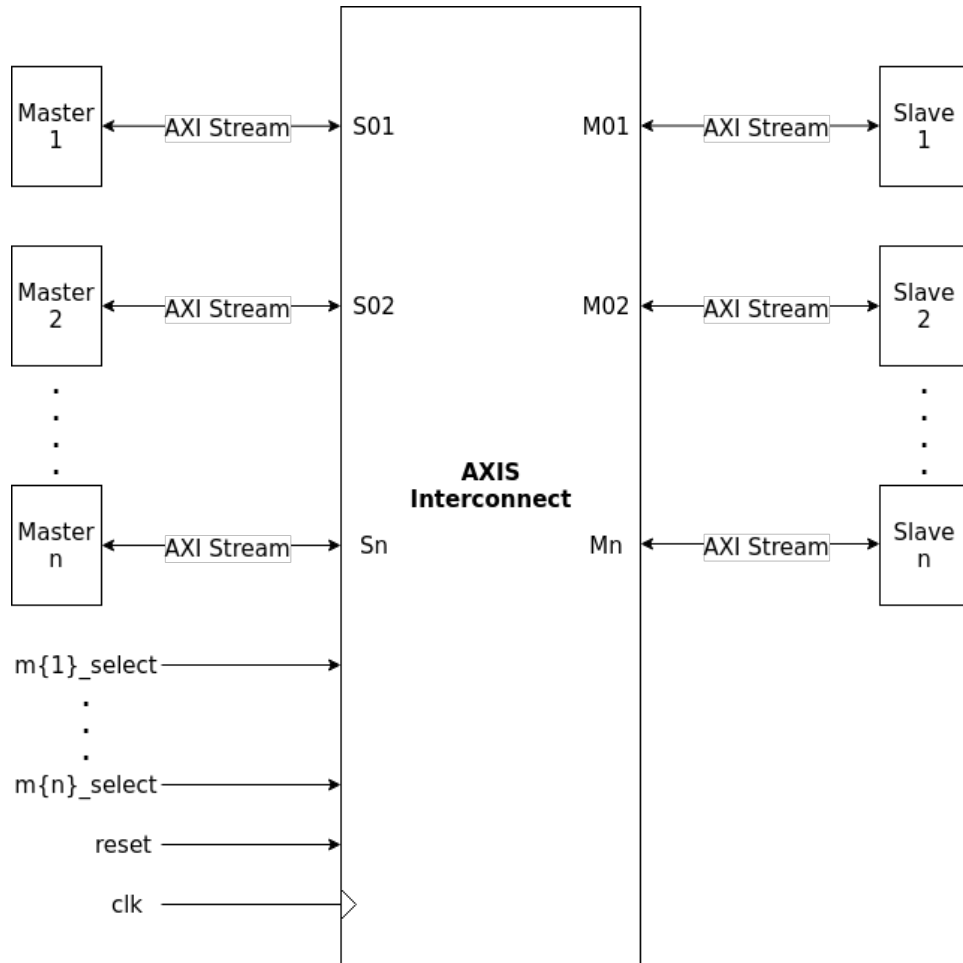 Master
1
AXI Stream
S01
M01
AXI Stream
Slave
1
Master
2
AXI Stream
S02
M02
AXI Stream
Slave
2
AXIS
Interconnect
Master
n
AXI Stream
Sn
Mn
AXI Stream
Slave
n
m{1}_select
m{n}_select
reset
clk